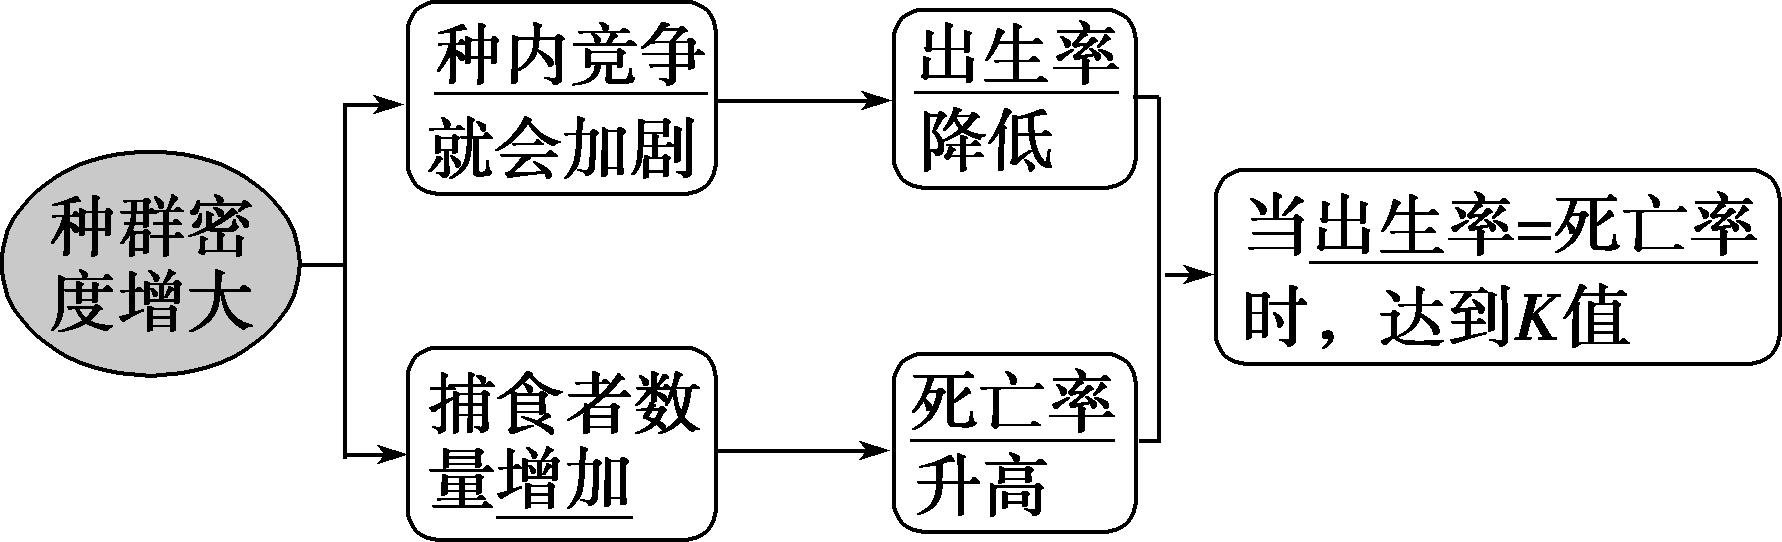 种群密
度增大
种内竞争
就会加剧
出生率
降低
捕食者数
量增加
死亡率
升高
当出生率=死亡率
时，达到K值